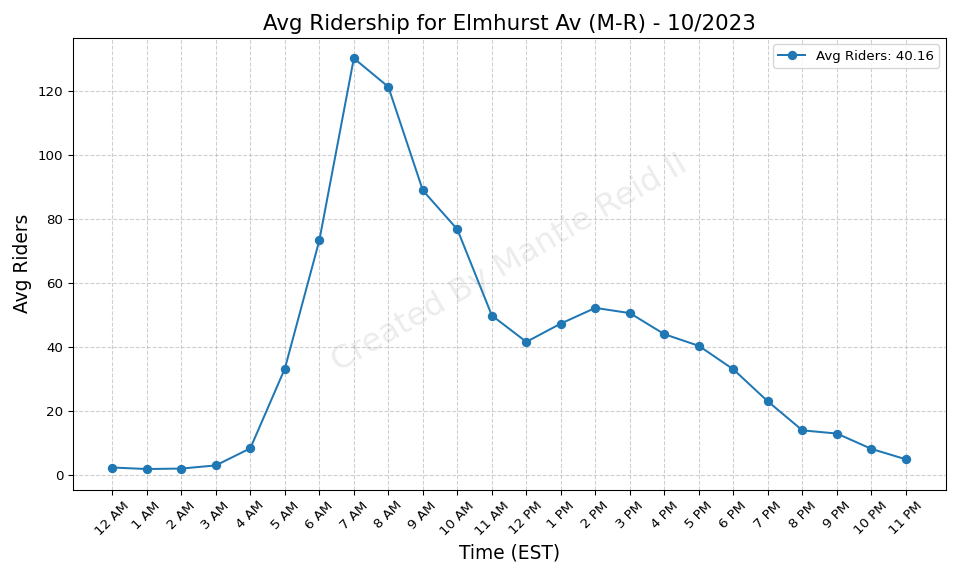 Avg Ridership for Elmhurst Av (M-R) - 10/2023
Avg Riders: 40.16
Avg Riders
120
100
80
60
40
20
0
Created By Mantle Reid II
12 AM
1 AM
2 AM
3 AM
4 AM
5 AM
6 AM
7 AM
8 AM
9 AM
10 AM
11 AM
12 PM
1 PM
2 PM
3 PM
4 PM
5 PM
6 PM
7 PM
8 PM
9 PM
10 PM
11 PM
Time (EST)